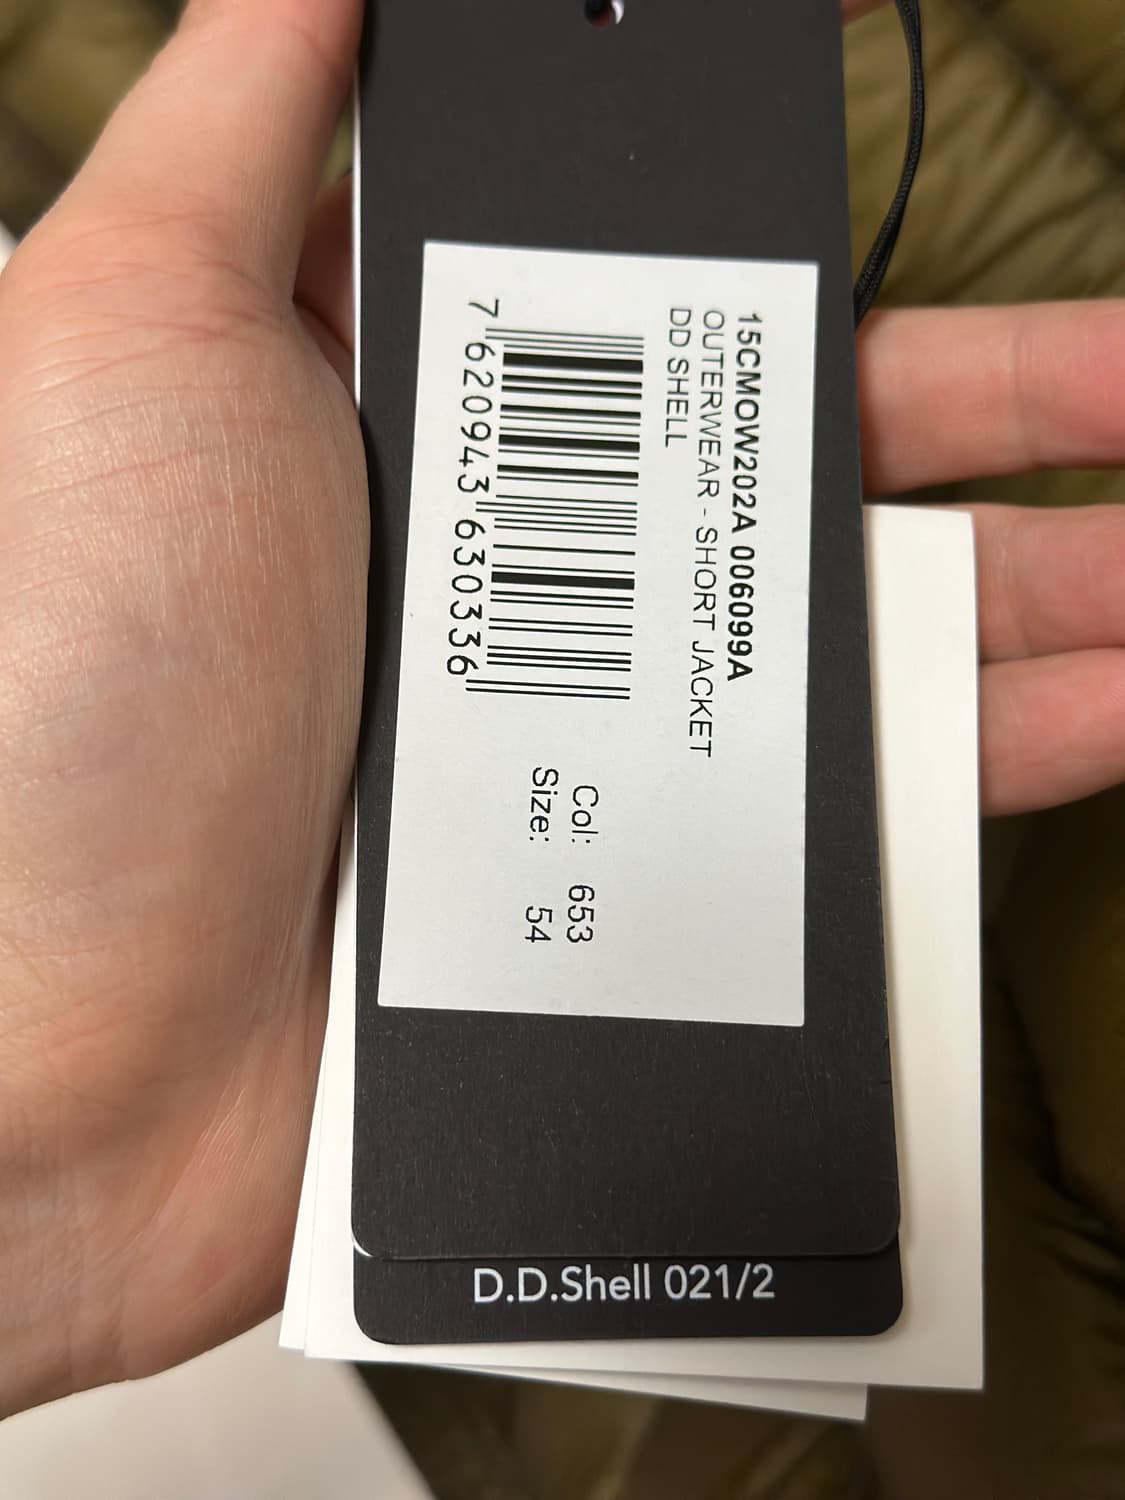 15CMOW202A 006099A
OUTERWEAR - SHORT JACKET
DD SHELL
7 620943 630336
Col: 653
Size: 54
D.D.Shell 021/2